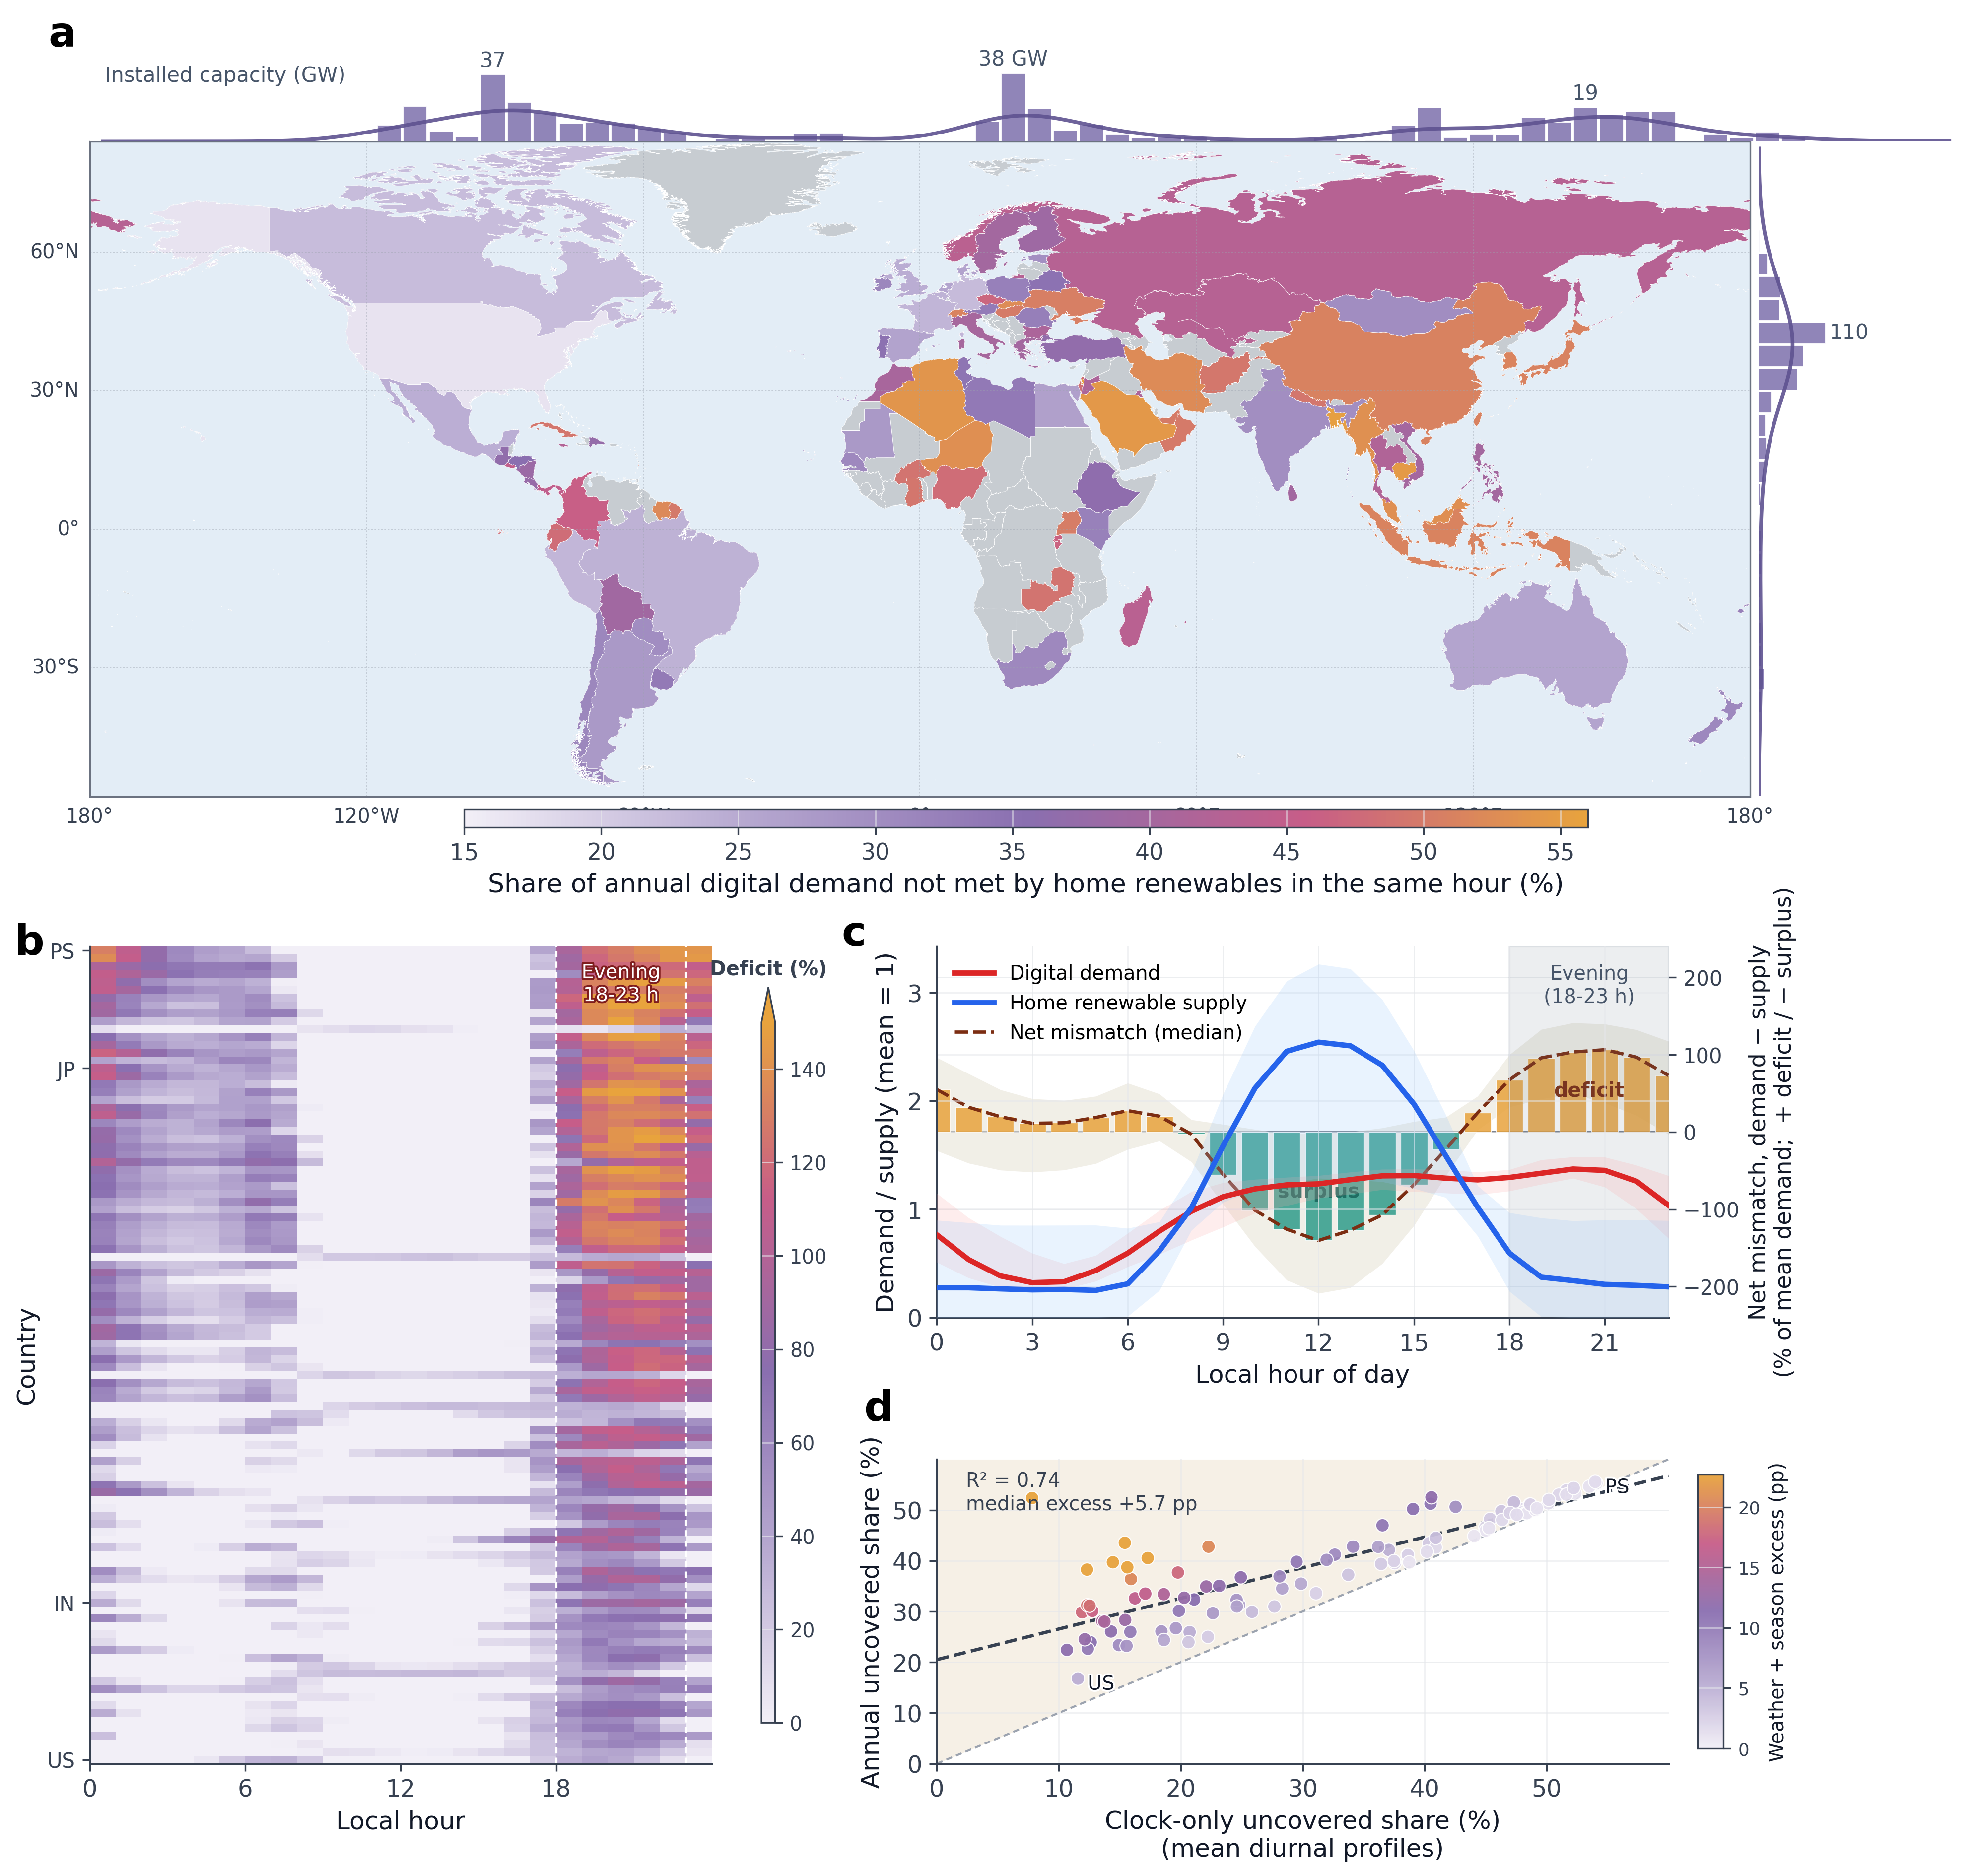 a
Installed capacity (GW)
37
38 GW
19
110
60°N
30°N
0°
30°S
180°
120°W
180°
15
20
25
30
35
40
45
50
55
Share of annual digital demand not met by home renewables in the same hour (%)
b
PS
JP
IN
US
Country
Evening
18-23 h
0
6
12
18
Local hour
Deficit (%)
140
120
100
80
60
40
20
0
c
Digital demand
Home renewable supply
Net mismatch (median)
Evening
(18-23 h)
deficit
surplus
Demand / supply (mean = 1)
3
2
1
0
0
3
6
9
12
15
18
21
Local hour of day
200
100
0
−100
−200
Net mismatch, demand − supply
(% of mean demand; + deficit / − surplus)
d
R² = 0.74
median excess +5.7 pp
PS
US
Annual uncovered share (%)
50
40
30
20
10
0
0
10
20
30
40
50
Clock-only uncovered share (%)
(mean diurnal profiles)
20
15
10
5
0
Weather + season excess (pp)